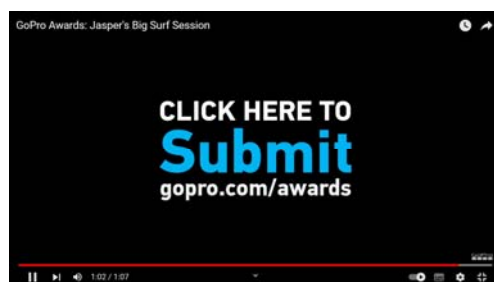 GoPro Awards: Jasper's Big Surf Session
CLICK HERE TO
Submit
gopro.com/awards
1:02 / 1:07